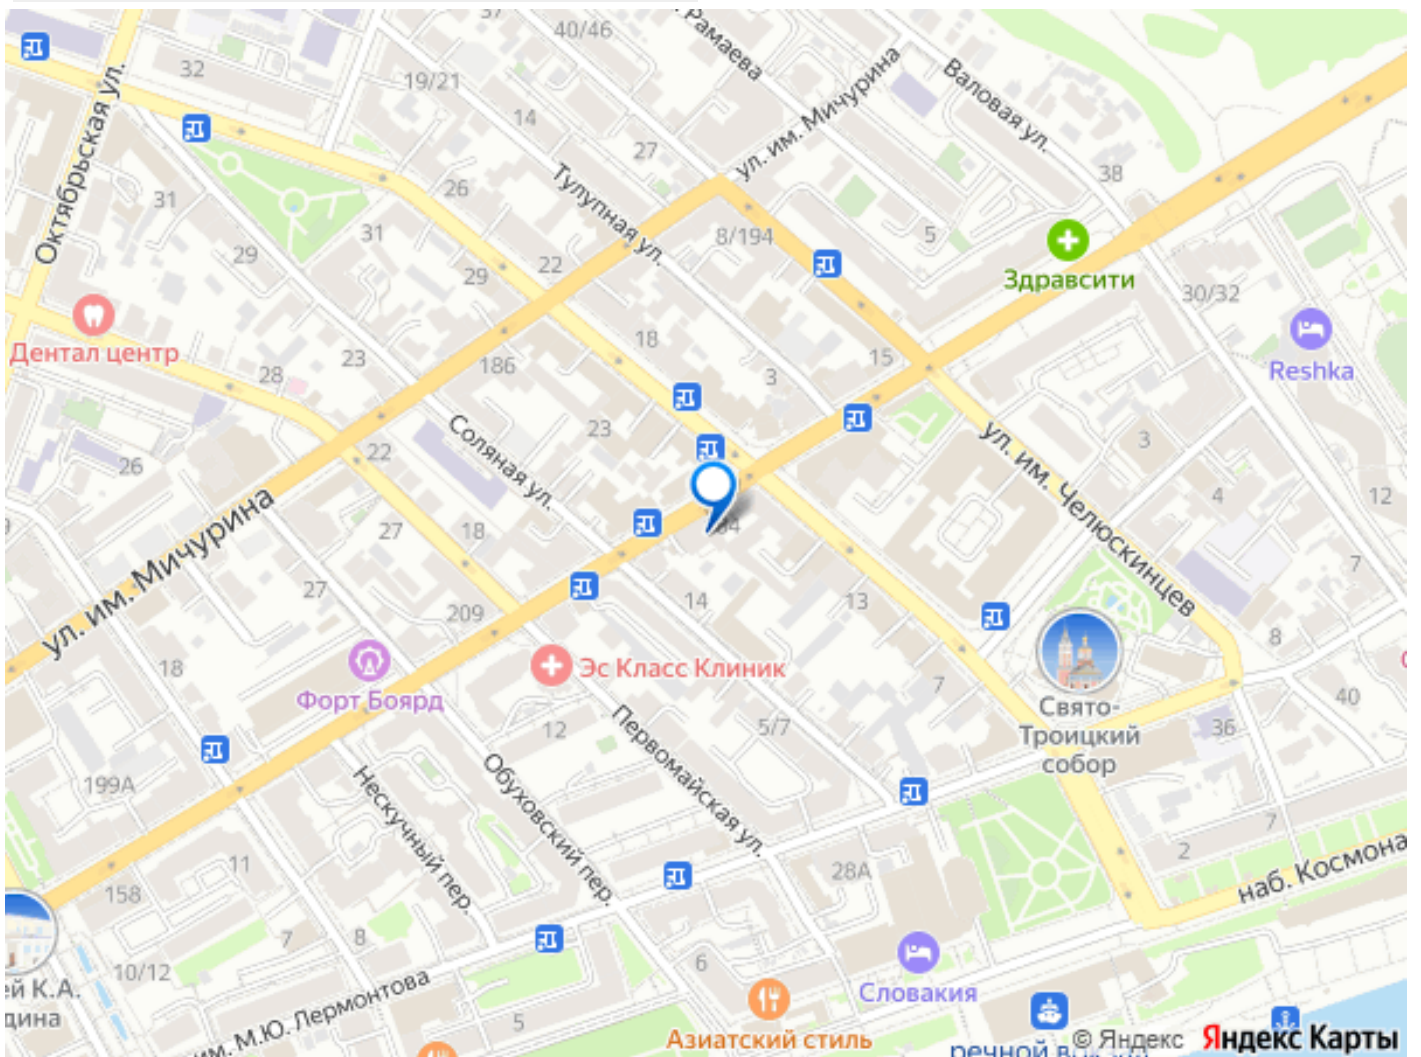 37
40/46
Рамаева
32
19/21
14
27
ул. им. Мичурина
Валовая ул.
38
Октябрьская ул.
26
Тулупная ул.
31
31
29
29
22
8/194
5
Здравсити
30/32
Reshka
Дентал центр
23
28
186
18
3
15
Соляная ул.
23
22
26
ул. им. Челюскинцев
3
4
12
ул. им. Мичурина
27
18
7
27
209
14
13
8
18
Форт Боярд
Эс Класс Клиник
7
40
Свято-
Троицкий
собор
36
12
5/7
199А
Первомайская ул.
Обуховский пер.
Нескучный пер.
11
158
28А
2
7
наб. Космона
7
8
10/12
6
ей К.А.
дина
им. М.Ю. Лермонтова
5
Словакия
Азиатский стиль
© Яндекс
Яндекс Карты